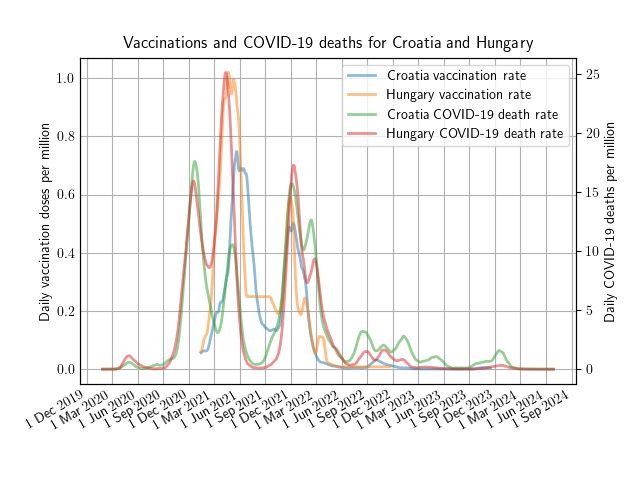 Vaccinations and COVID-19 deaths for Croatia and Hungary
Croatia vaccination rate
Hungary vaccination rate
Croatia COVID-19 death rate
Hungary COVID-19 death rate
Daily vaccination doses per million
1.0
0.8
0.6
0.4
0.2
0.0
Daily COVID-19 deaths per million
25
20
15
10
5
0
1 Dec 2019
1 Mar 2020
1 Jun 2020
1 Sep 2020
1 Dec 2020
1 Mar 2021
1 Jun 2021
1 Sep 2021
1 Dec 2021
1 Mar 2022
1 Jun 2022
1 Sep 2022
1 Dec 2022
1 Mar 2023
1 Jun 2023
1 Sep 2023
1 Dec 2023
1 Mar 2024
1 Jun 2024
1 Sep 2024